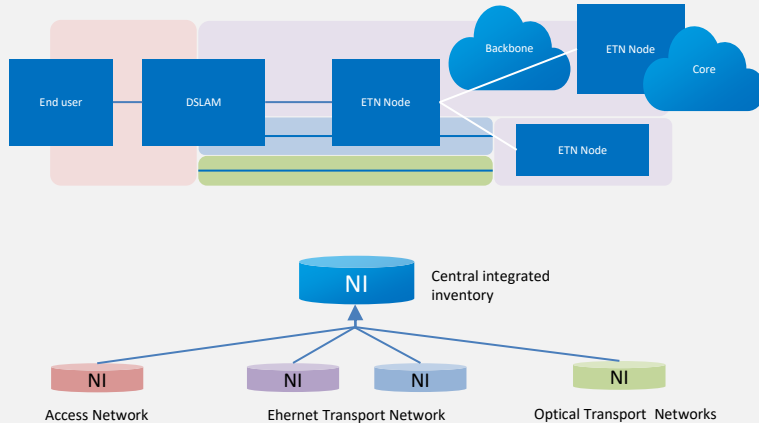 Backbone
ETN Node
Core
End user
DSLAM
ETN Node
ETN Node
NI
Central integrated
inventory
NI
NI
NI
NI
Access Network
Ehernet Transport Network
Optical Transport Networks